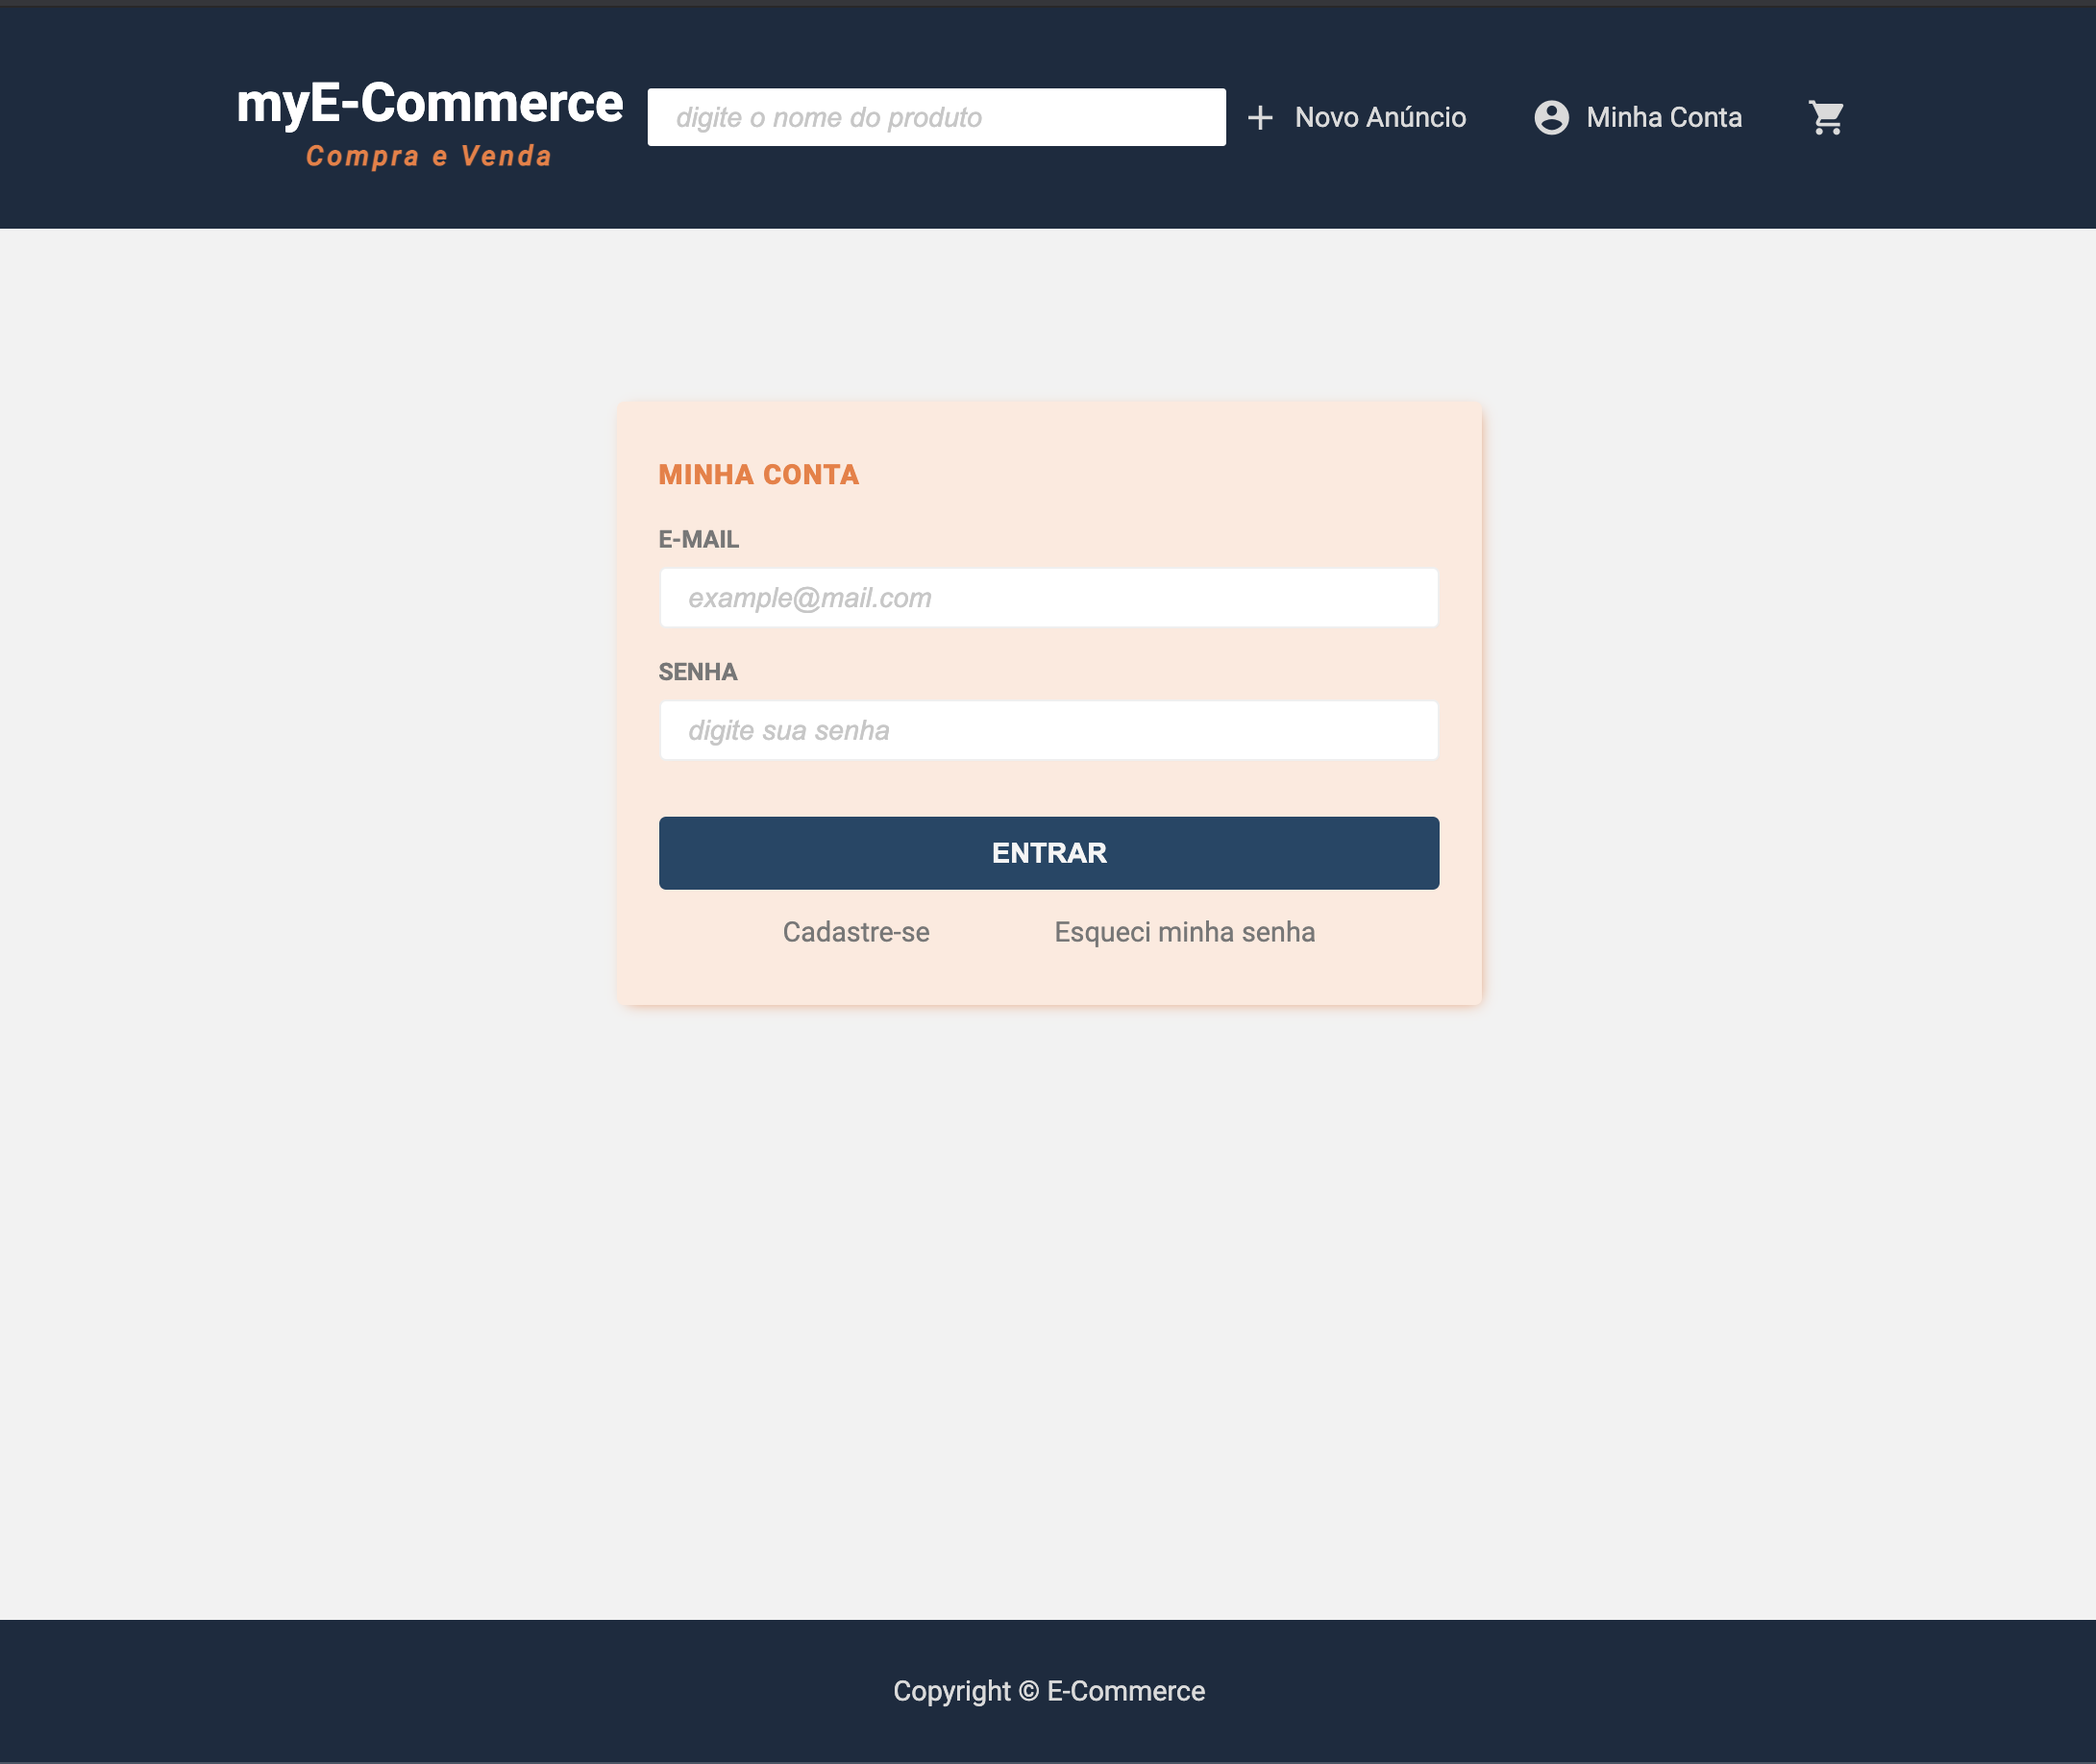 myE-Commerce
Compra e Venda
digite o nome do produto
Novo Anúncio
Minha Conta
MINHA CONTA
E-MAIL
example@mail.com
SENHA
digite sua senha
ENTRAR
Cadastre-se
Esqueci minha senha
Copyright © E-Commerce